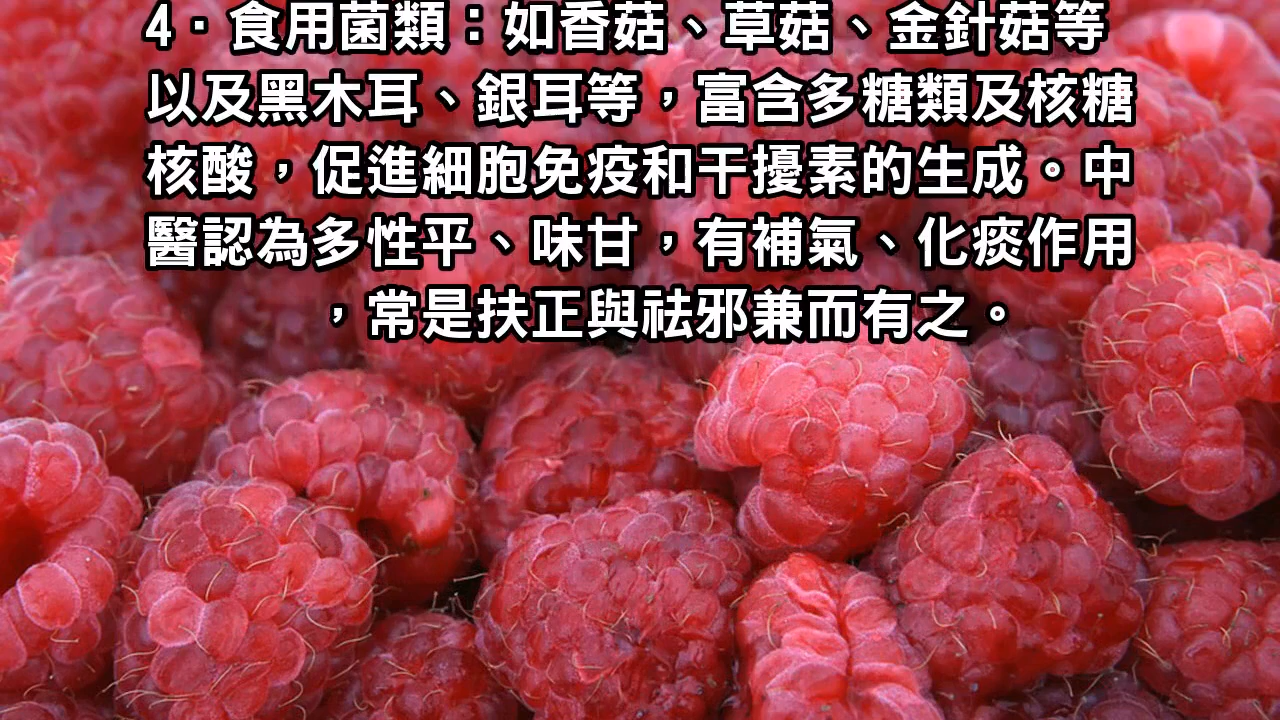 4．食用菌類：如香菇、草菇、金針菇等
以及黑木耳、銀耳等，富含多糖類及核糖
核酸，促進細胞免疫和干擾素的生成。中
醫認為多性平、味甘，有補氣、化痰作用
，常是扶正與祛邪兼而有之。